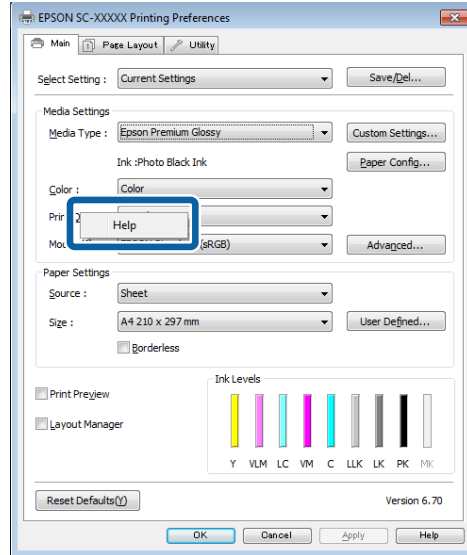 EPSON SC-XXXXX Printing Preferences
Main Page Layout Utility
Select Setting : Current Settings Save/Del...
Media Settings
Media Type : Epson Premium Glossy Custom Settings...
Ink :Photo Black Ink Paper Config...
Color : Color
Help
(sRGB) Advanced...
Paper Settings
Source : Sheet
Size : A4 210 x 297 mm User Defined...
Borderless
Ink Levels
Print Preview
Layout Manager
Y VLM LC VM C LLK LK PK MK
Reset Defaults(Y) Version 6.70
OK Cancel Apply Help